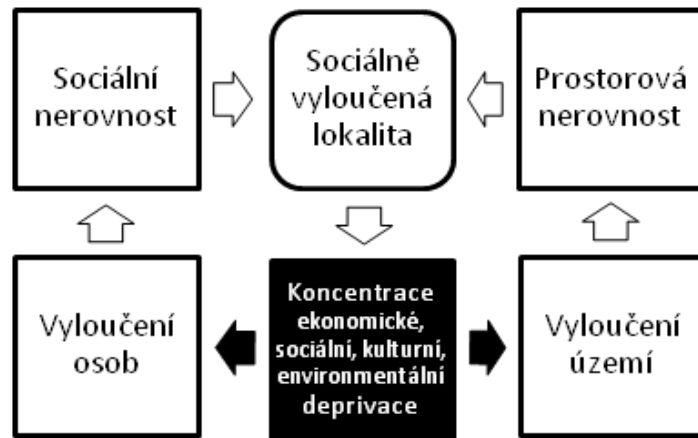 Sociální
nerovnost
Sociálně
vyloučená
lokalita
Prostorová
nerovnost
Vyloučení
osob
Koncentrace
ekonomické,
sociální, kulturní,
environmentální
deprivace
Vyloučení
území